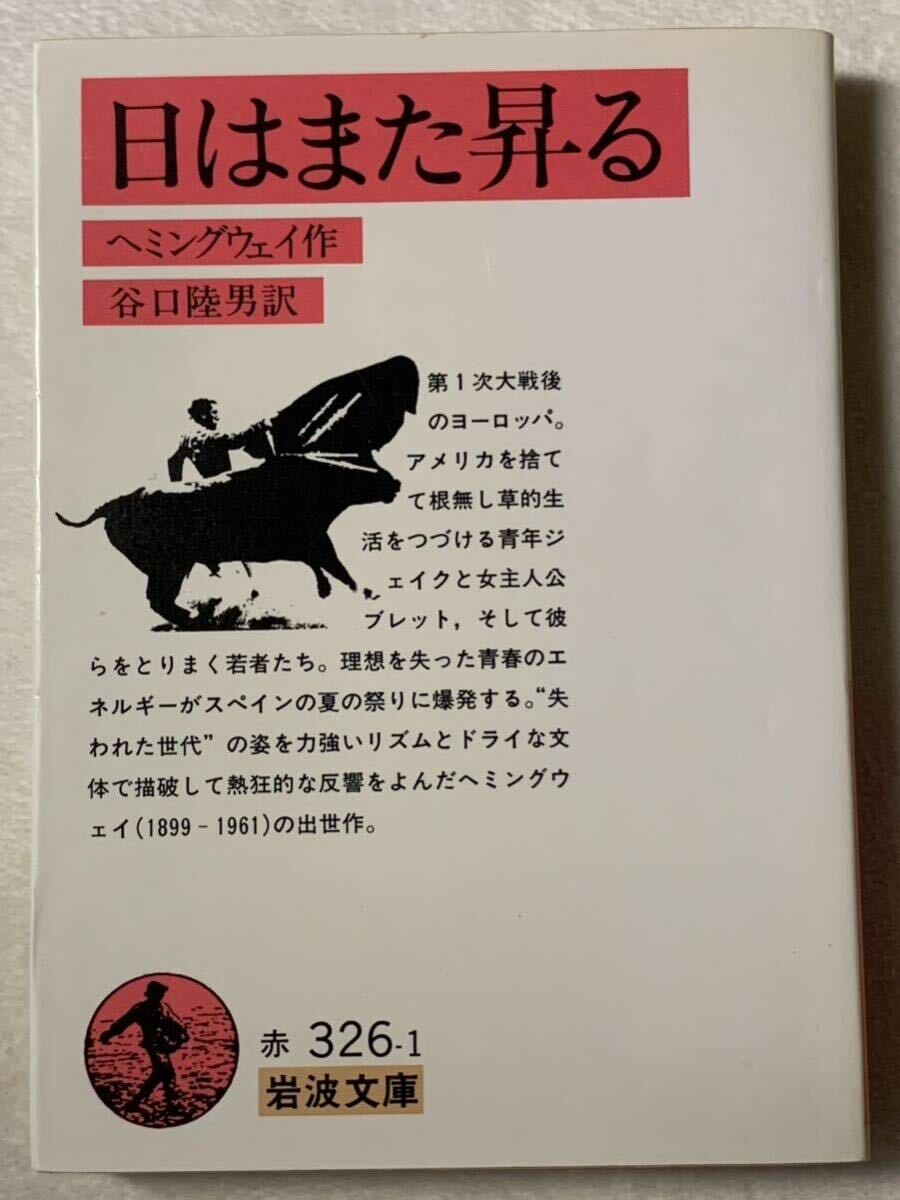 日はまた昇る
ヘミングウェイ作
谷口陸男訳
第1次大戦後
のヨーロッパ。
アメリカを捨て
て根無し草的生
活をつづける青年ジ
ェイクと女主人公
ブレット，そして彼
らをとりまく若者たち。理想を失った青春のエ
ネルギーがスペインの夏の祭りに爆発する。“失
われた世代”の姿を力強いリズムとドライな文
体で描破して熱狂的な反響をよんだヘミングウ
ェイ(1899－1961)の出世作。
赤 326-1
岩波文庫